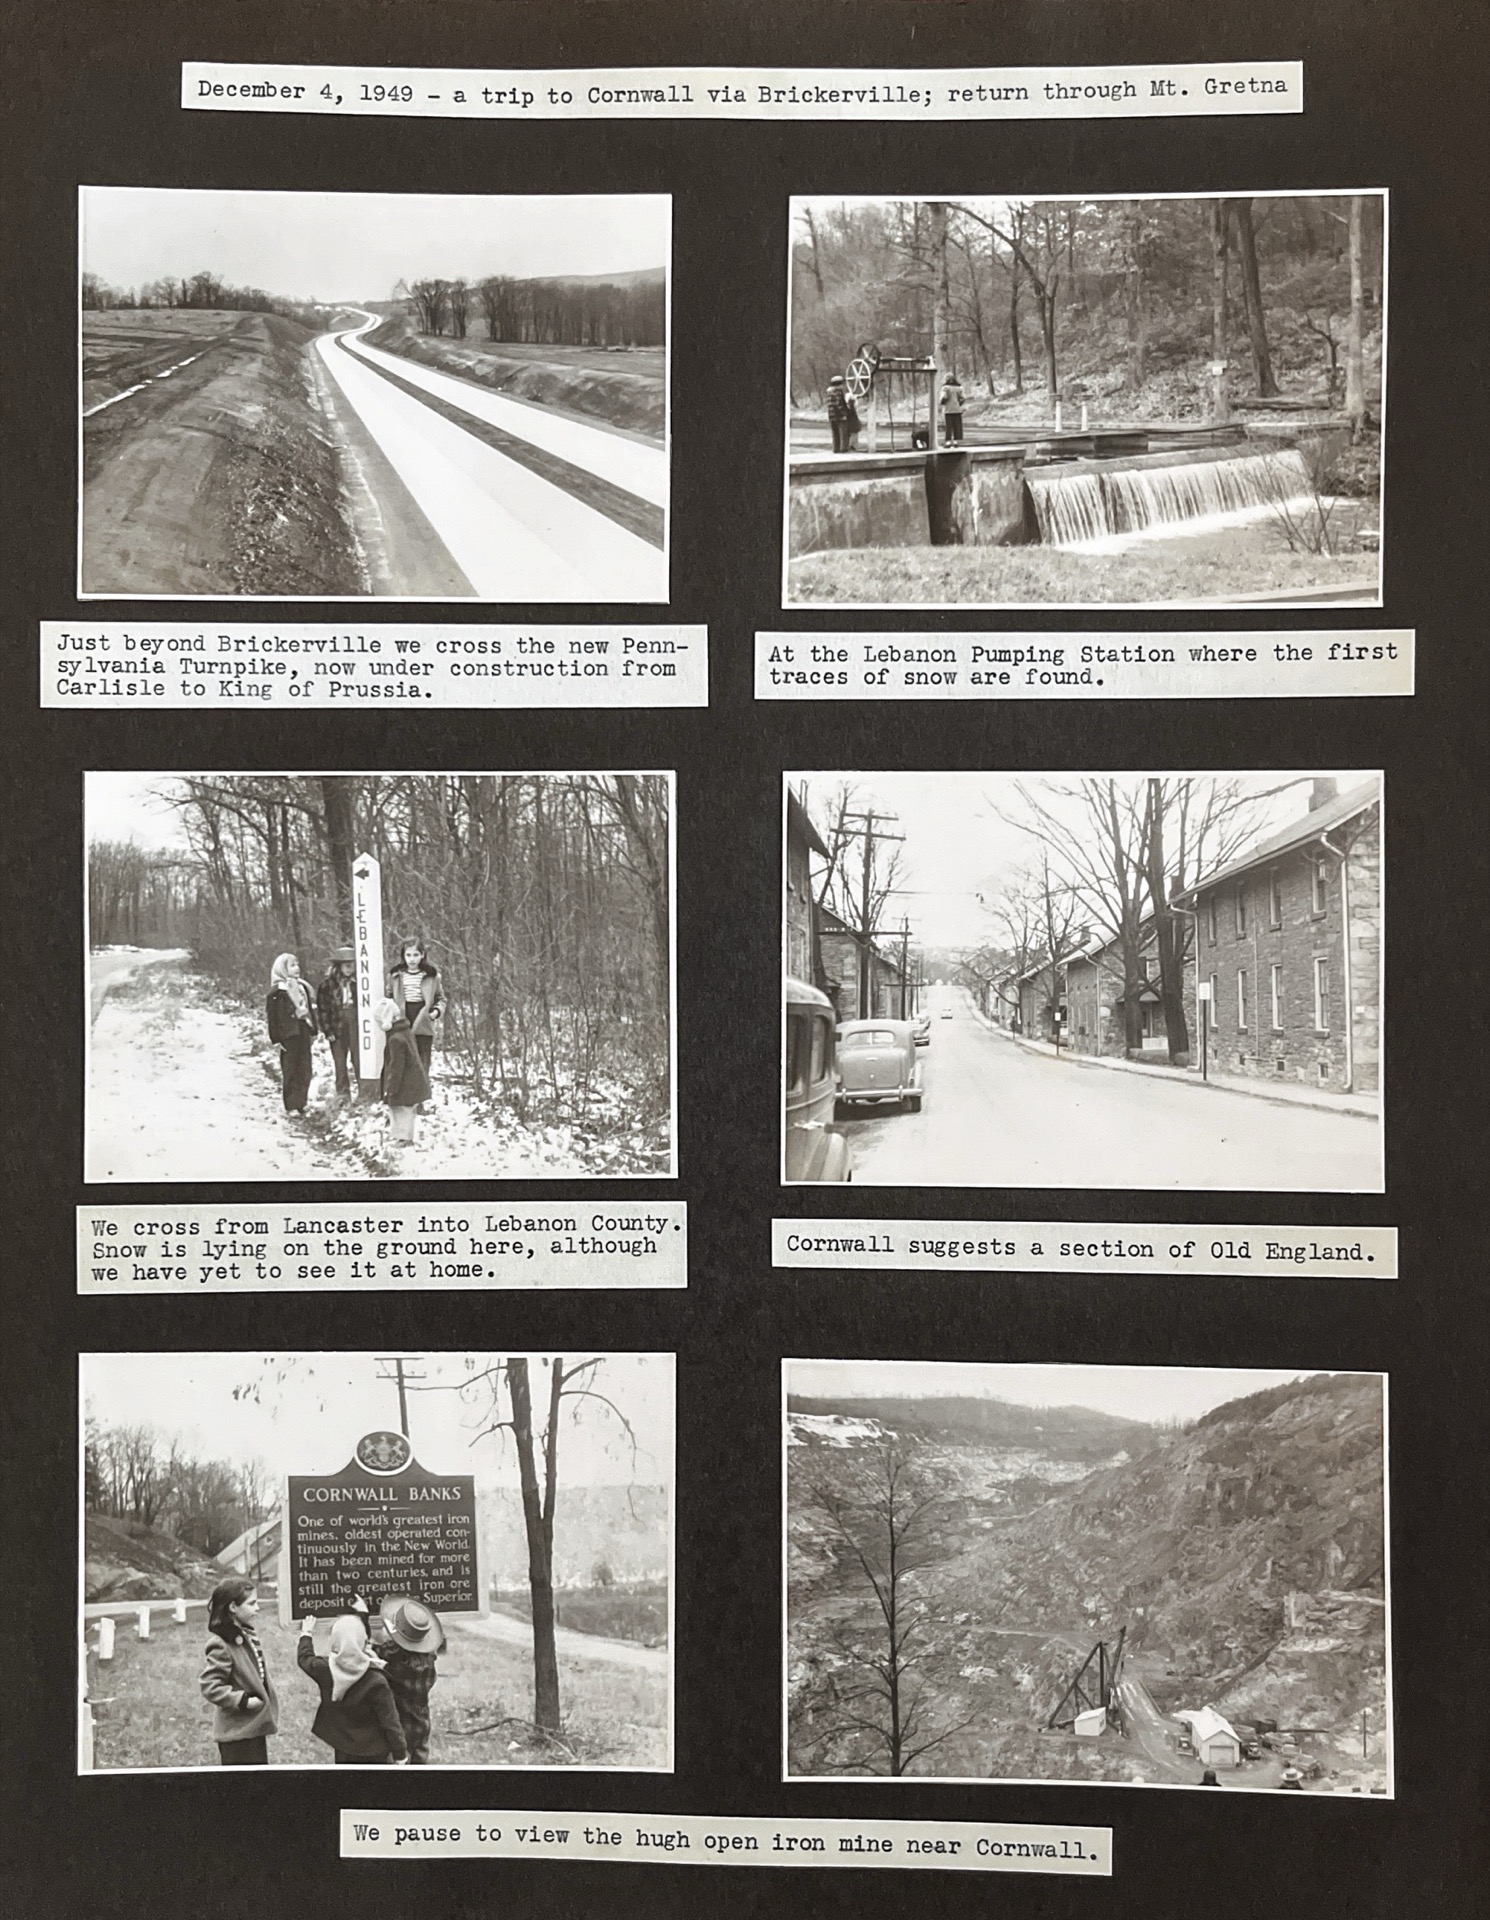 December 4, 1949 - a trip to Cornwall via Brickerville; return through Mt. Gretna
Just beyond Brickerville we cross the new Penn-
sylvania Turnpike, now under construction from
Carlisle to King of Prussia.
At the Lebanon Pumping Station where the first
traces of snow are found.
LEBANON CO
We cross from Lancaster into Lebanon County.
Snow is lying on the ground here, although
we have yet to see it at home.
Cornwall suggests a section of Old England.
CORNWALL BANKS
One of world's greatest iron
mines, oldest operated con-
tinuously in the New World.
It has been mined for more
than two centuries, and is
still the greatest iron ore
deposit Superior.
We pause to view the hugh open iron mine near Cornwall.